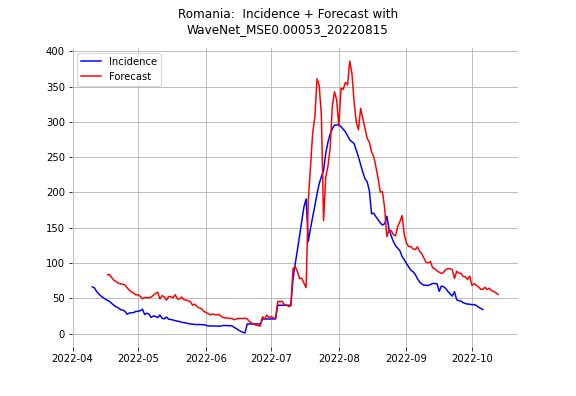 Romania:  Incidence + Forecast with
WaveNet_MSE0.00053_20220815
Incidence
Forecast
400
350
300
250
200
150
100
50
0
2022-04 2022-05 2022-06 2022-07 2022-08 2022-09 2022-10